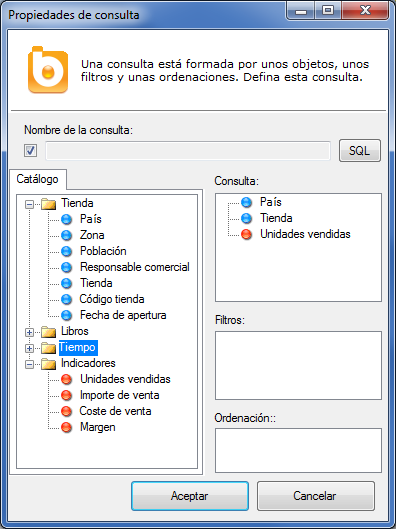 Propiedades de consulta
Una consulta está formada por unos objetos, unos
filtros y unas ordenaciones. Defina esta consulta.
Nombre de la consulta:
SQL
Catálogo
Tienda
País
Zona
Población
Responsable comercial
Tienda
Código tienda
Fecha de apertura
Libros
Tiempo
Indicadores
Unidades vendidas
Importe de venta
Coste de venta
Margen
Consulta:
País
Tienda
Unidades vendidas
Filtros:
Ordenación::
Aceptar
Cancelar